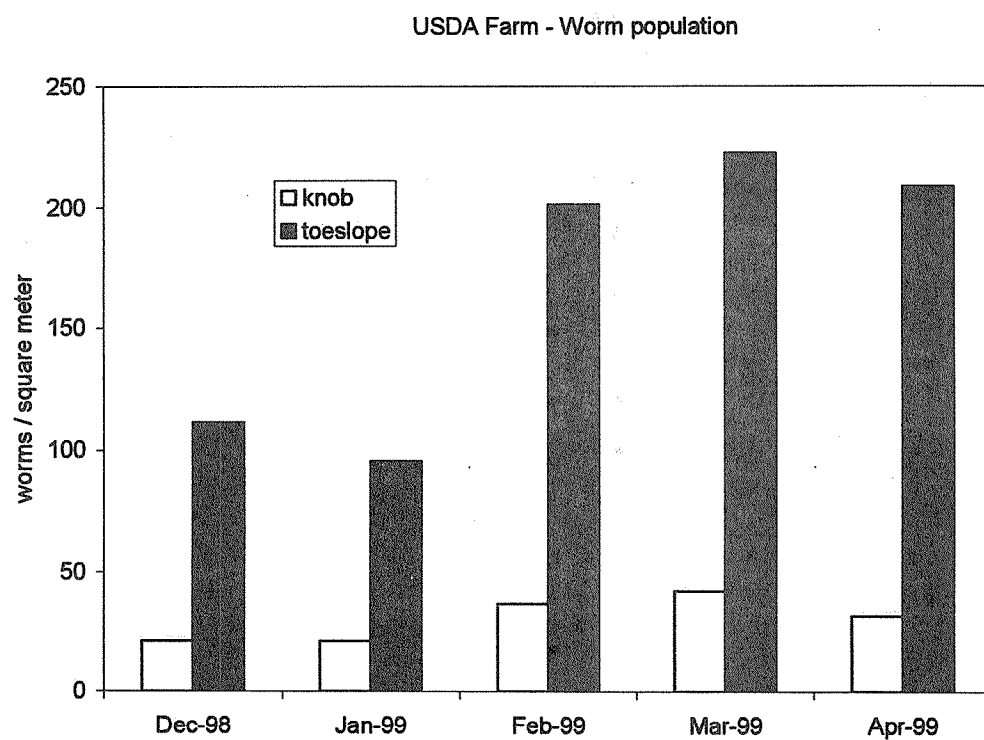 USDA Farm - Worm population
250
200
150
100
50
0
worms / square meter
knob
toeslope
Dec-98 Jan-99 Feb-99 Mar-99 Apr-99